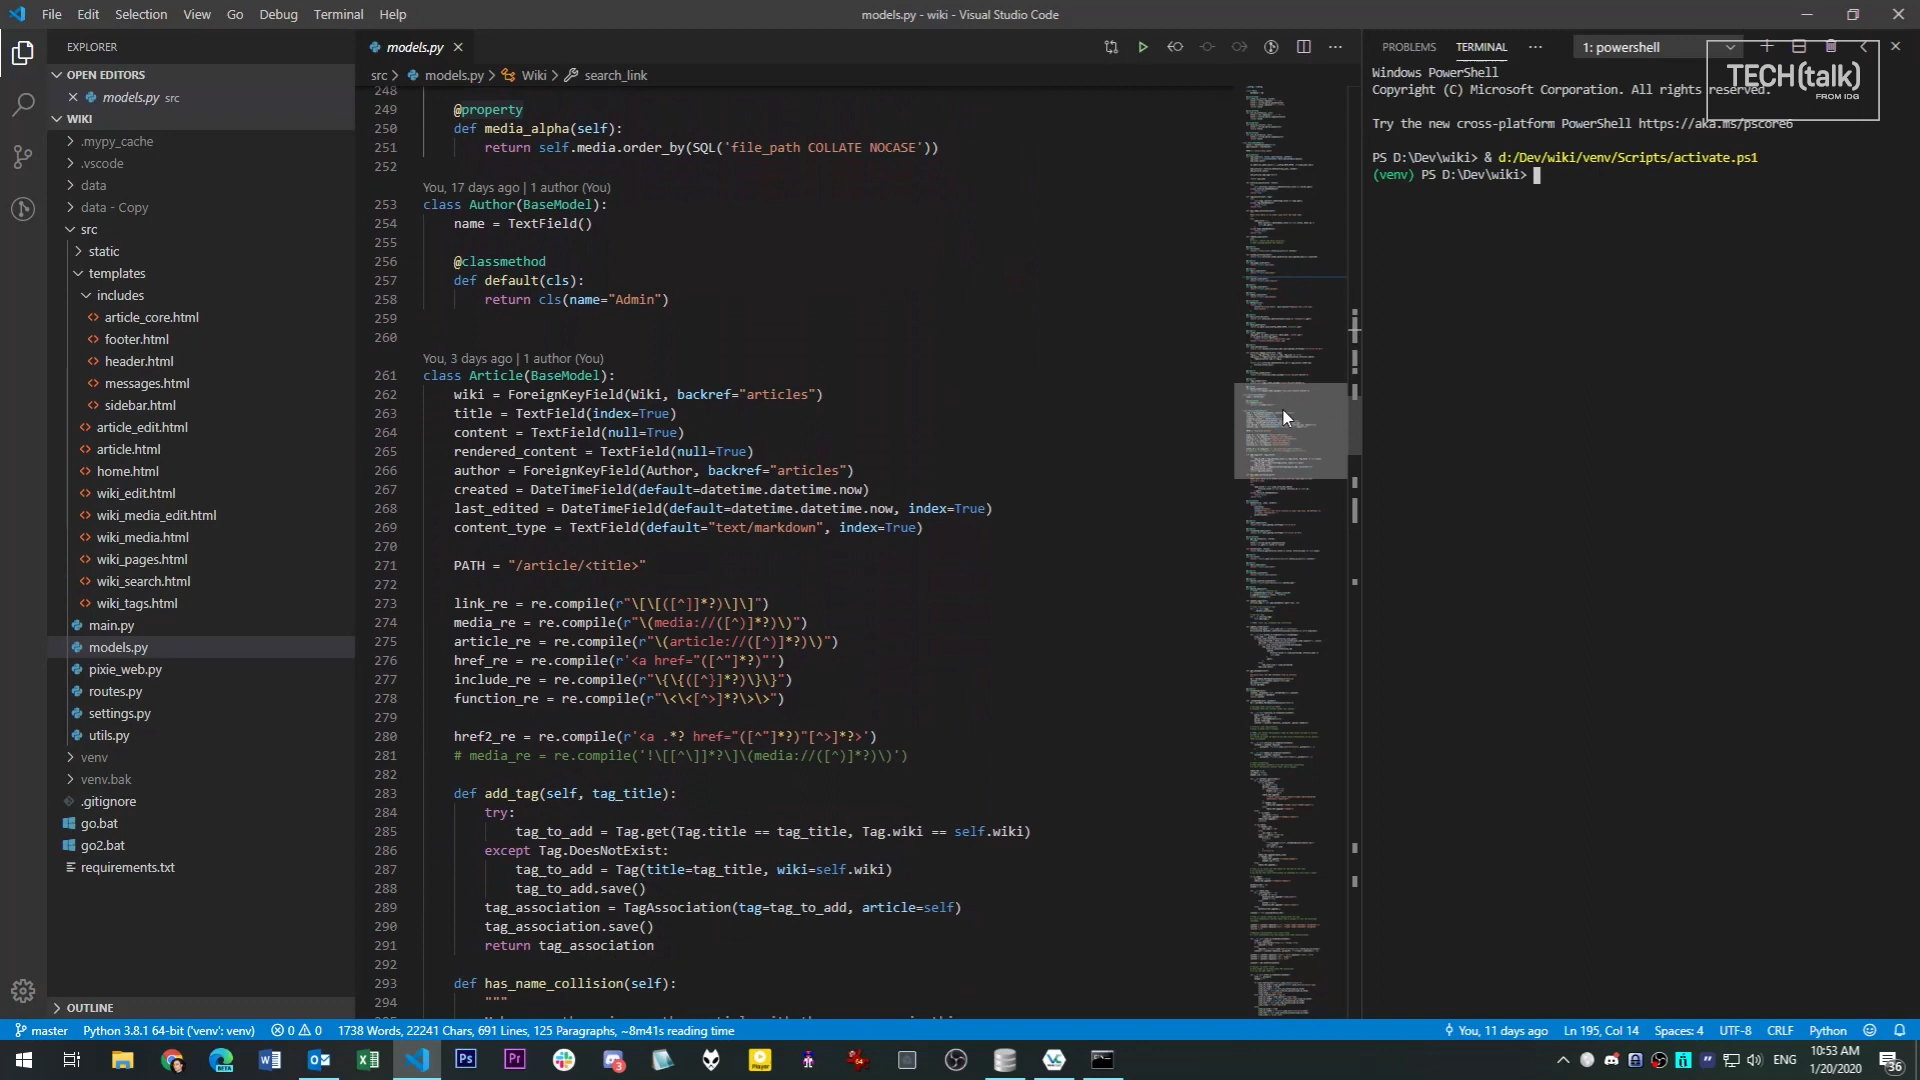 File Edit Selection View Go Debug Terminal Help
models.py - wiki - Visual Studio Code
EXPLORER
OPEN EDITORS
models.py src
WIKI
.mypy_cache
.vscode
data
data - Copy
src
static
templates
includes
article_core.html
footer.html
header.html
messages.html
sidebar.html
article_edit.html
article.html
home.html
wiki_edit.html
wiki_media_edit.html
wiki_media.html
wiki_pages.html
wiki_search.html
wiki_tags.html
main.py
models.py
pixie_web.py
routes.py
settings.py
utils.py
venv
venv.bak
.gitignore
go.bat
go2.bat
requirements.txt
OUTLINE
models.py
src > models.py > Wiki > search_link
248
249 @property
250 def media_alpha(self):
251 return self.media.order_by(SQL('file_path COLLATE NOCASE'))
252
You, 17 days ago | 1 author (You)
253 class Author(BaseModel):
254 name = TextField()
255
256 @classmethod
257 def default(cls):
258 return cls(name="Admin")
259
260
You, 3 days ago | 1 author (You)
261 class Article(BaseModel):
262 wiki = ForeignKeyField(Wiki, backref="articles")
263 title = TextField(index=True)
264 content = TextField(null=True)
265 rendered_content = TextField(null=True)
266 author = ForeignKeyField(Author, backref="articles")
267 created = DateTimeField(default=datetime.datetime.now)
268 last_edited = DateTimeField(default=datetime.datetime.now, index=True)
269 content_type = TextField(default="text/markdown", index=True)
270
271 PATH = "/article/<title>"
272
273 link_re = re.compile(r"\[\[([^]]*?)\]\]")
274 media_re = re.compile(r"\(media://([^)]*?)\)")
275 article_re = re.compile(r"\(article://([^)]*?)\)")
276 href_re = re.compile(r'<a href="([^"]*?)"')
277 include_re = re.compile(r"\{\{([^}]*?)\}\}")
278 function_re = re.compile(r"\<\<[^>]*?\>\>")
279
280 href2_re = re.compile(r'<a .*? href="([^"]*?)"[^>]*?>')
281 # media_re = re.compile('!\[[^\]]*?\]\(media://([^)]*?)\)')
282
283 def add_tag(self, tag_title):
284 try:
285 tag_to_add = Tag.get(Tag.title == tag_title, Tag.wiki == self.wiki)
286 except Tag.DoesNotExist:
287 tag_to_add = Tag(title=tag_title, wiki=self.wiki)
288 tag_to_add.save()
289 tag_association = TagAssociation(tag=tag_to_add, article=self)
290 tag_association.save()
291 return tag_association
292
293 def has_name_collision(self):
294 """
PROBLEMS TERMINAL ... 1: powershell
TECH(talk)
FROM IDG
Windows PowerShell
Copyright (C) Microsoft Corporation. All rights reserved.
Try the new cross-platform PowerShell https://aka.ms/pscore6
PS D:\Dev\wiki> & d:/Dev/wiki/venv/Scripts/activate.ps1
(venv) PS D:\Dev\wiki>
master Python 3.8.1 64-bit ('venv': venv) 0 0 1738 Words, 22241 Chars, 691 Lines, 125 Paragraphs, ~8m41s reading time
You, 11 days ago Ln 195, Col 14 Spaces: 4 UTF-8 CRLF Python
ENG
10:53 AM
1/20/2020
36